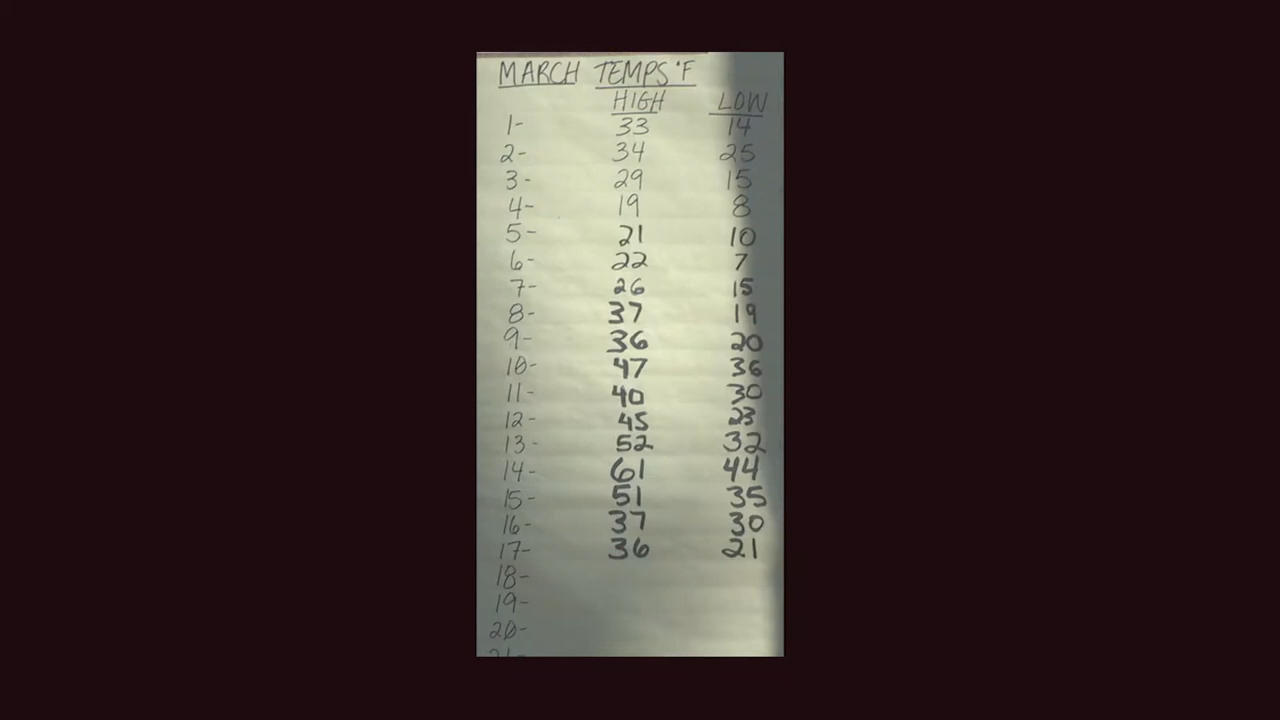 MARCH TEMPS °F
HIGH LOW
1- 33 14
2- 34 25
3- 29 15
4- 19 8
5- 21 10
6- 22 7
7- 26 15
8- 37 19
9- 36 20
10- 47 36
11- 40 30
12- 45 23
13- 52 32
14- 61 44
15- 51 35
16- 37 30
17- 36 21
18-
19-
20-
21-